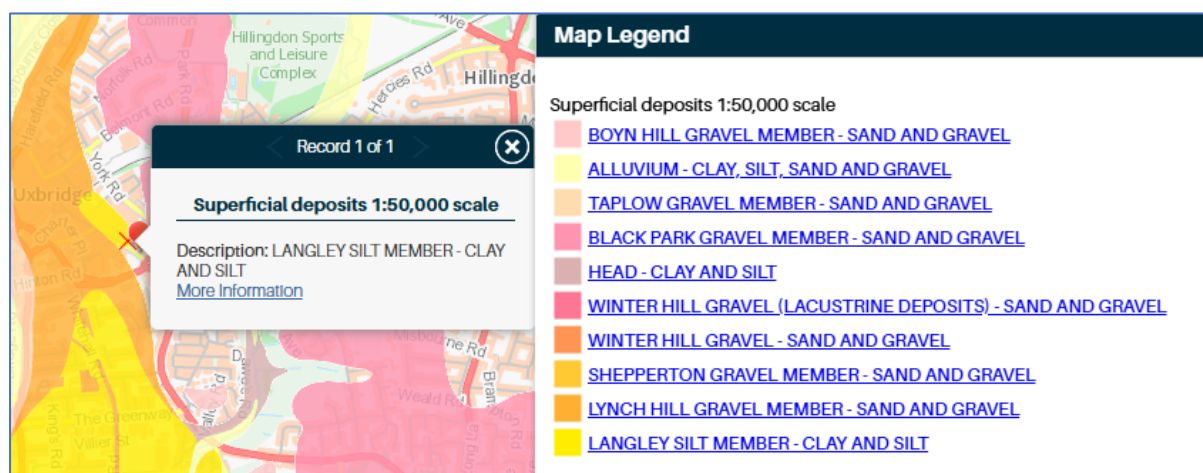 Common
Ave
Hillingdon Sports
and Leisure
Complex
Park Rd
Norfolk Rd
Harefield Rd
Belmont Rd
Hercies Rd
Hillingd
York Rd
Uxbridge
Hinton Rd
Record 1 of 1
Superficial deposits 1:50,000 scale
Description: LANGLEY SILT MEMBER - CLAY
AND SILT
More Information
Ave
Misbourne Rd
D
Weald Rd
The Greenway
Villier St
King's Rd
Map Legend
Superficial deposits 1:50,000 scale
BOYN HILL GRAVEL MEMBER - SAND AND GRAVEL
ALLUVIUM - CLAY, SILT, SAND AND GRAVEL
TAPLOW GRAVEL MEMBER - SAND AND GRAVEL
BLACK PARK GRAVEL MEMBER - SAND AND GRAVEL
HEAD - CLAY AND SILT
WINTER HILL GRAVEL (LACUSTRINE DEPOSITS) - SAND AND GRAVEL
WINTER HILL GRAVEL - SAND AND GRAVEL
SHEPPERTON GRAVEL MEMBER - SAND AND GRAVEL
LYNCH HILL GRAVEL MEMBER - SAND AND GRAVEL
LANGLEY SILT MEMBER - CLAY AND SILT